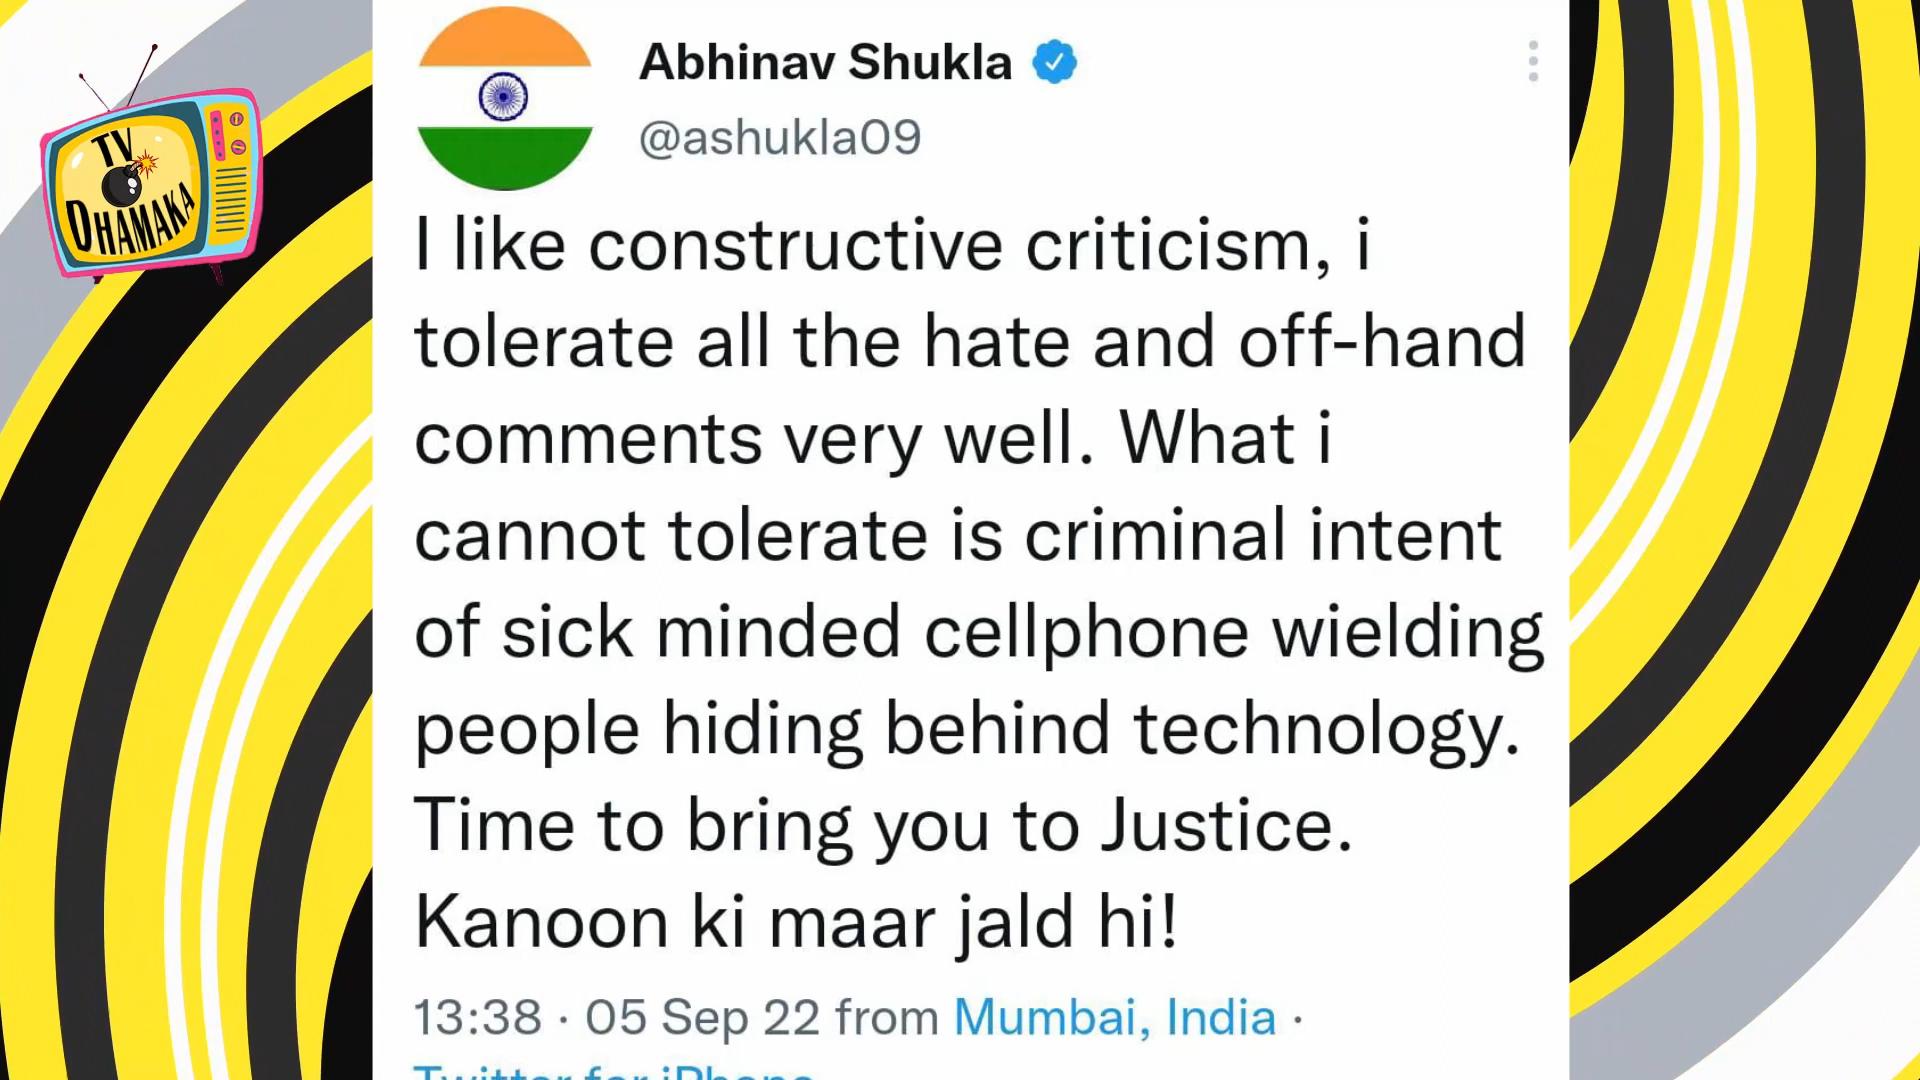 TV
DHAMAKA
Abhinav Shukla
@ashukla09
I like constructive criticism, i
tolerate all the hate and off-hand
comments very well. What i
cannot tolerate is criminal intent
of sick minded cellphone wielding
people hiding behind technology.
Time to bring you to Justice.
Kanoon ki maar jald hi!
13:38 · 05 Sep 22 from Mumbai, India ·
Twitter for iPhone